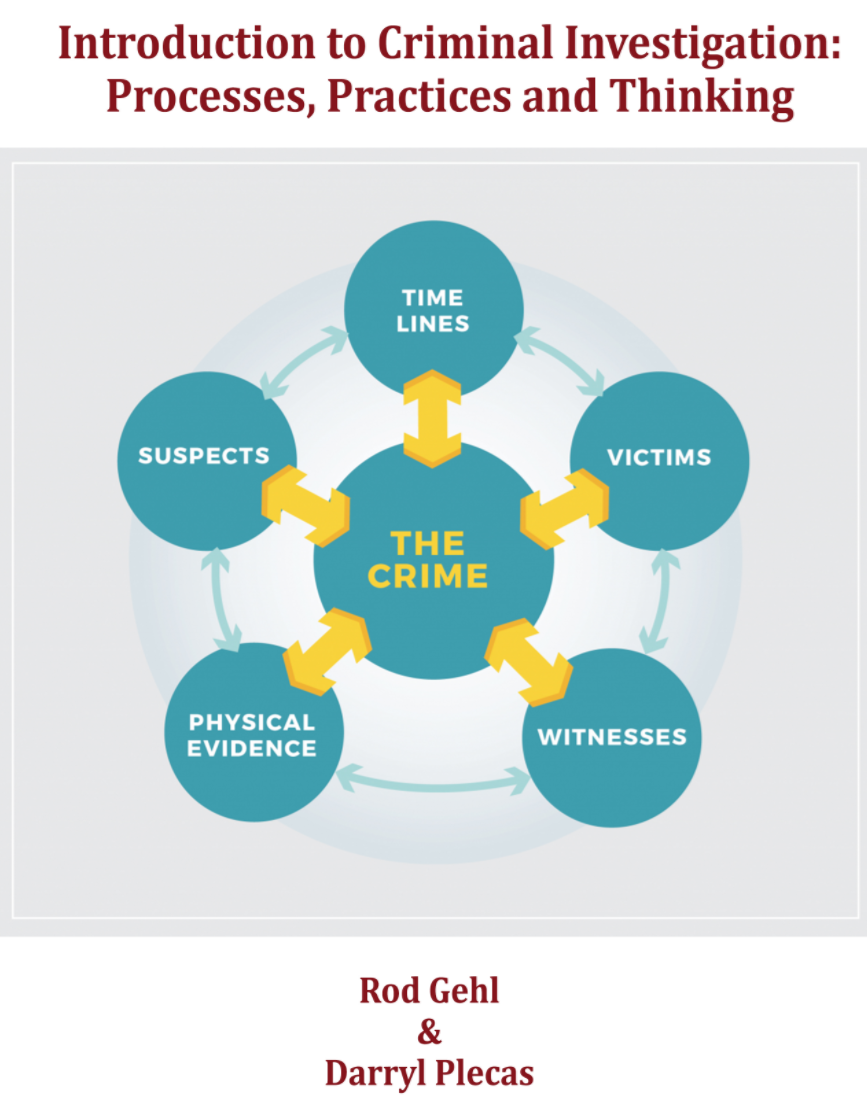 Introduction to Criminal Investigation:
Processes, Practices and Thinking
TIME
LINES
SUSPECTS
VICTIMS
THE
CRIME
PHYSICAL
EVIDENCE
WITNESSES
Rod Gehl
&
Darryl Plecas